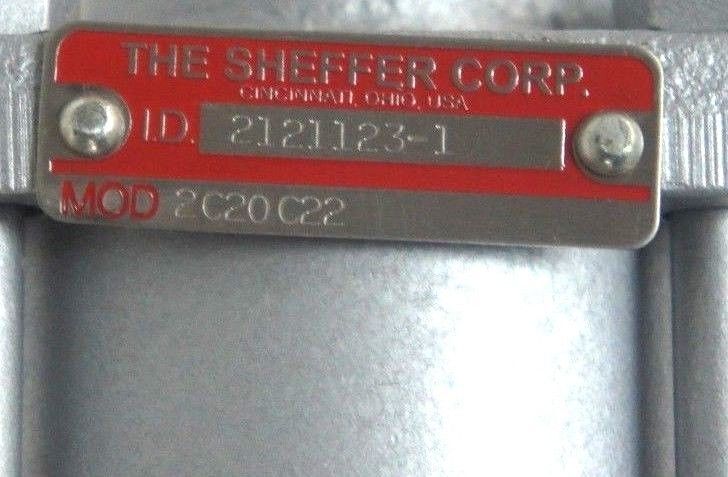 THE SHEFFER CORP.
CINCINNATI, OHIO, USA
I.D. 2121123-1
MOD 2C20C22